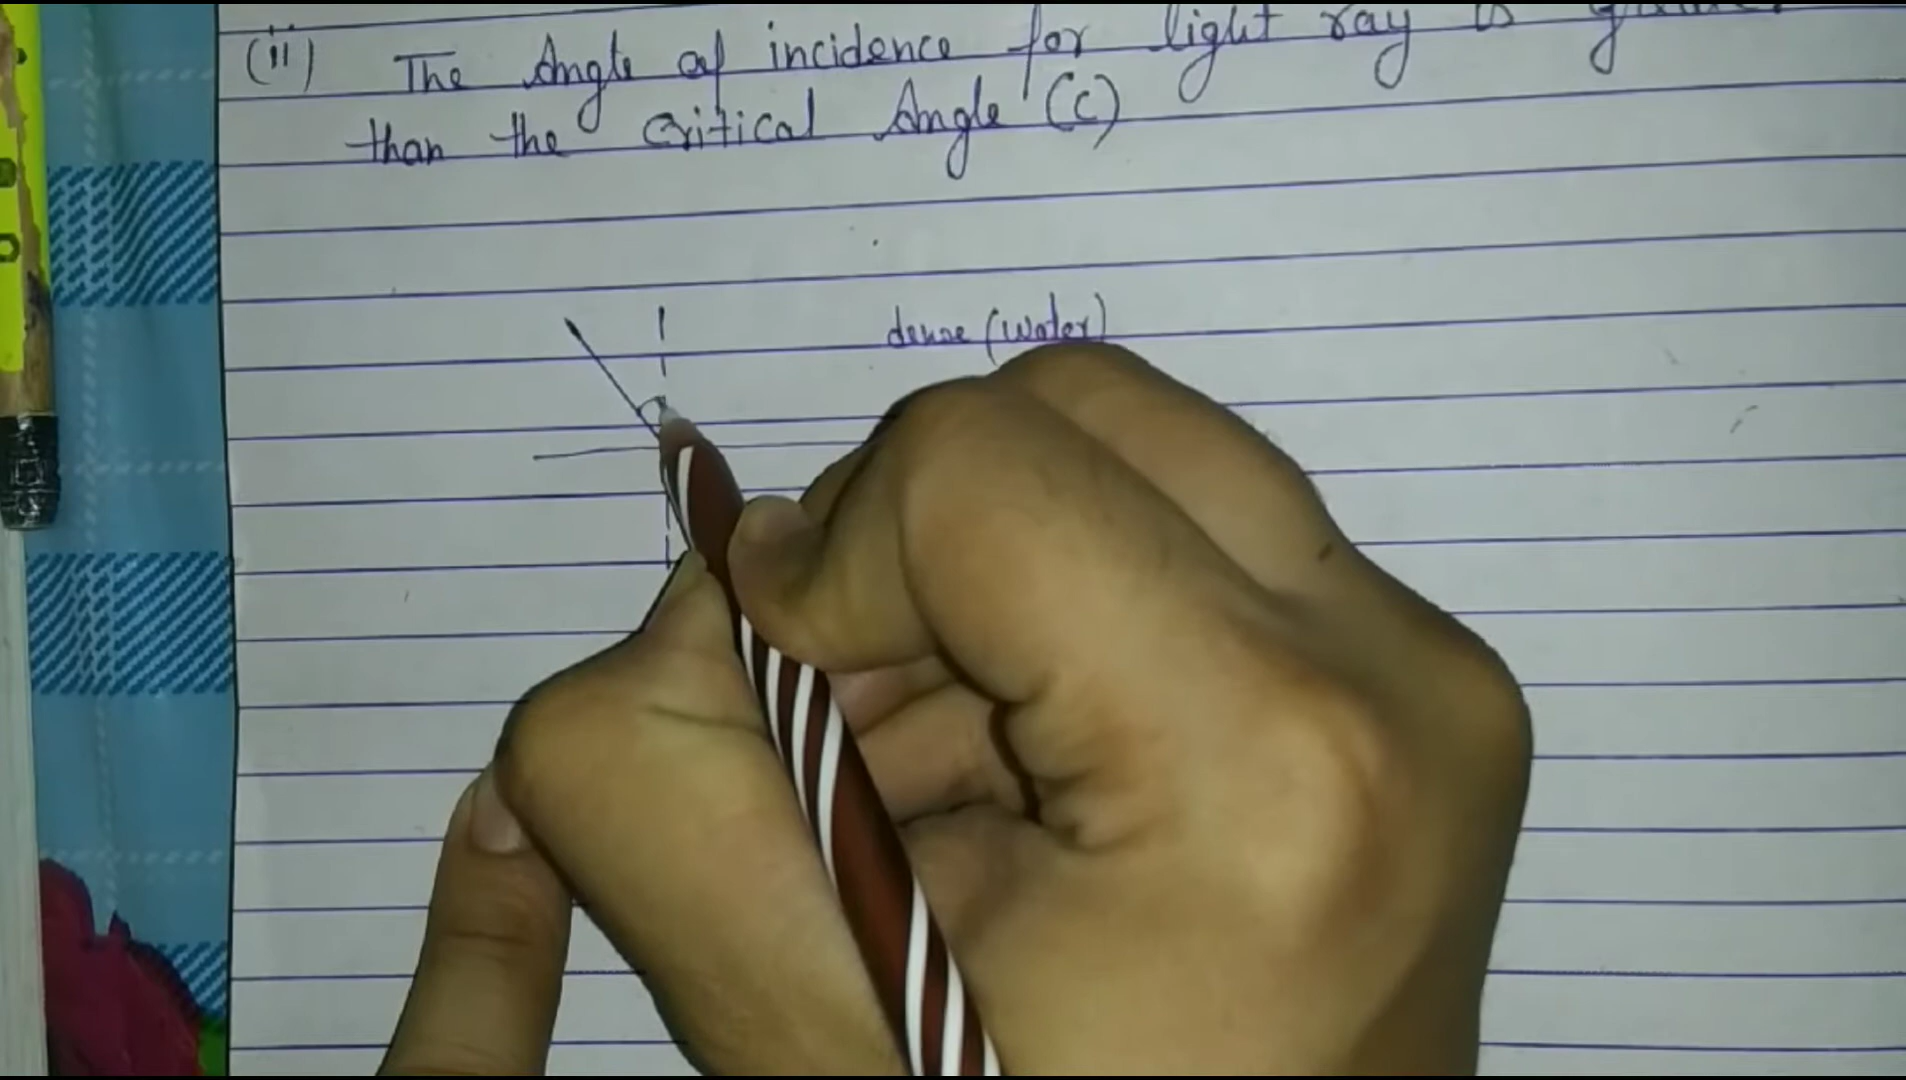 (ii) The Angle of incidence for light ray is
than the Critical Angle (C)
dense (Water)